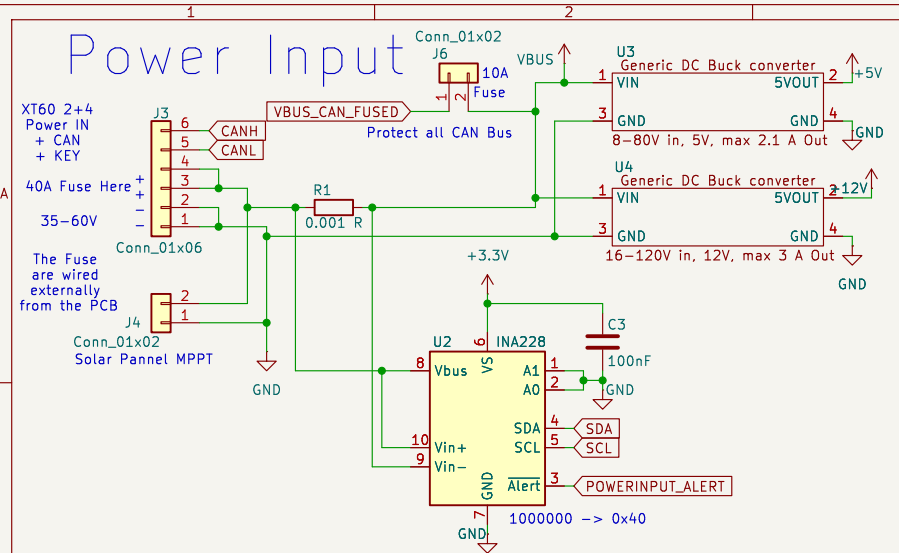 1
2
A
Power Input
XT60 2+4
Power IN
+ CAN
+ KEY
40A Fuse Here
35-60V
The Fuse
are wired
externally
from the PCB
J3
6
5
4
3
2
1
+
+
-
-
CANH
CANL
Conn_01x06
J4
2
1
Conn_01x02
Solar Pannel MPPT
GND
VBUS_CAN_FUSED
Conn_01x02
J6
10A
Fuse
1
2
Protect all CAN Bus
VBUS
R1
0.001 R
U3
Generic DC Buck converter
1
VIN
5VOUT
2
+5V
3
GND
GND
4
GND
8-80V in, 5V, max 2.1 A Out
U4
Generic DC Buck converter
1
VIN
5VOUT
2
+12V
3
GND
GND
4
GND
16-120V in, 12V, max 3 A Out
+3.3V
C3
100nF
GND
U2
INA228
6
VS
8
Vbus
10
Vin+
9
Vin-
A1
1
A0
2
SDA
4
SDA
SCL
5
SCL
Alert
3
POWERINPUT_ALERT
GND
7
GND
1000000 -> 0x40